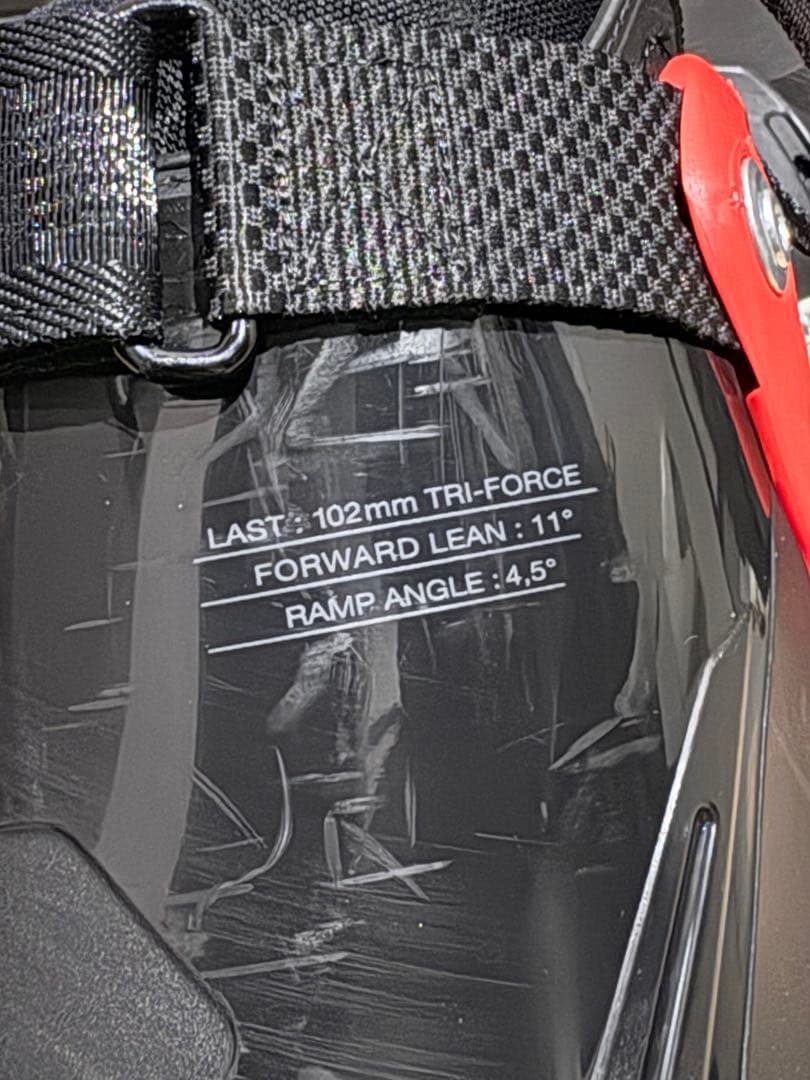 LAST : 102mm TRI-FORCE
FORWARD LEAN : 11°
RAMP ANGLE : 4,5°